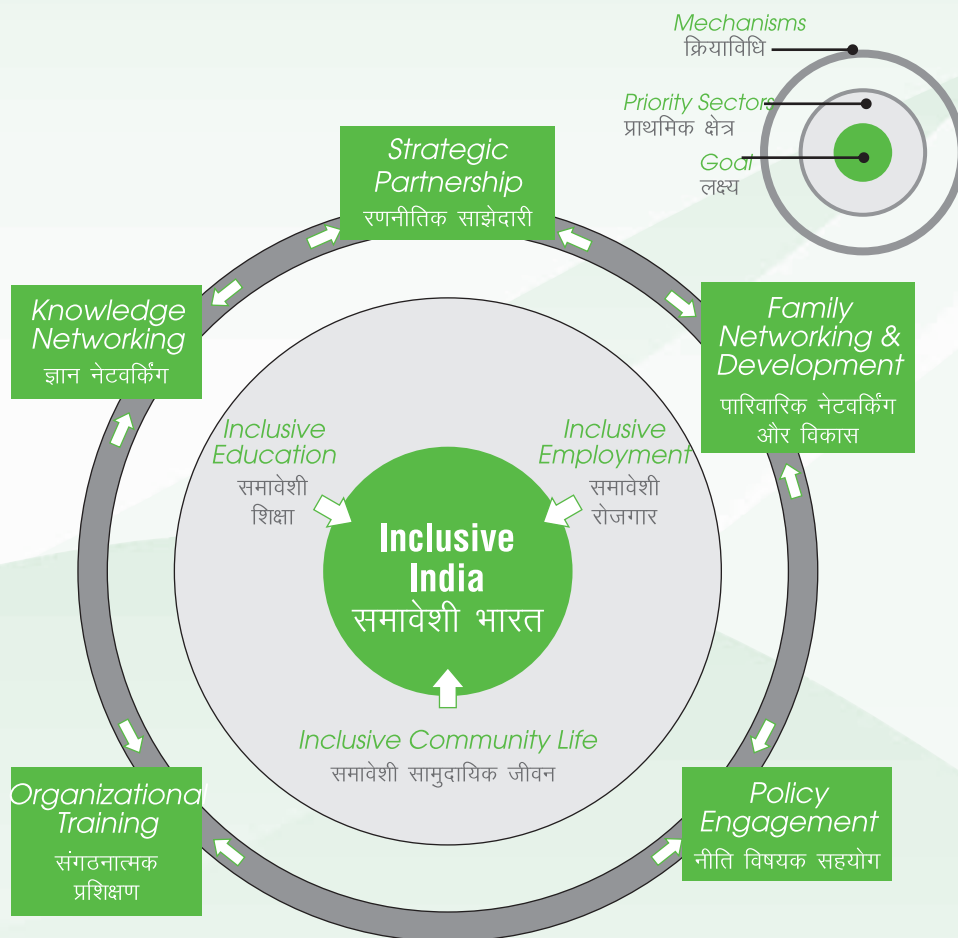 Mechanisms
क्रियाविधि
Priority Sectors
प्राथमिक क्षेत्र
Goal
लक्ष्य
Strategic
Partnership
रणनीतिक साझेदारी
Knowledge
Networking
ज्ञान नेटवर्किंग
Family
Networking &
Development
पारिवारिक नेटवर्किंग
और विकास
Inclusive
Education
समावेशी
शिक्षा
Inclusive
Employment
समावेशी
रोजगार
Inclusive
India
समावेशी भारत
Inclusive Community Life
समावेशी सामुदायिक जीवन
Organizational
Training
संगठनात्मक
प्रशिक्षण
Policy
Engagement
नीति विषयक सहयोग